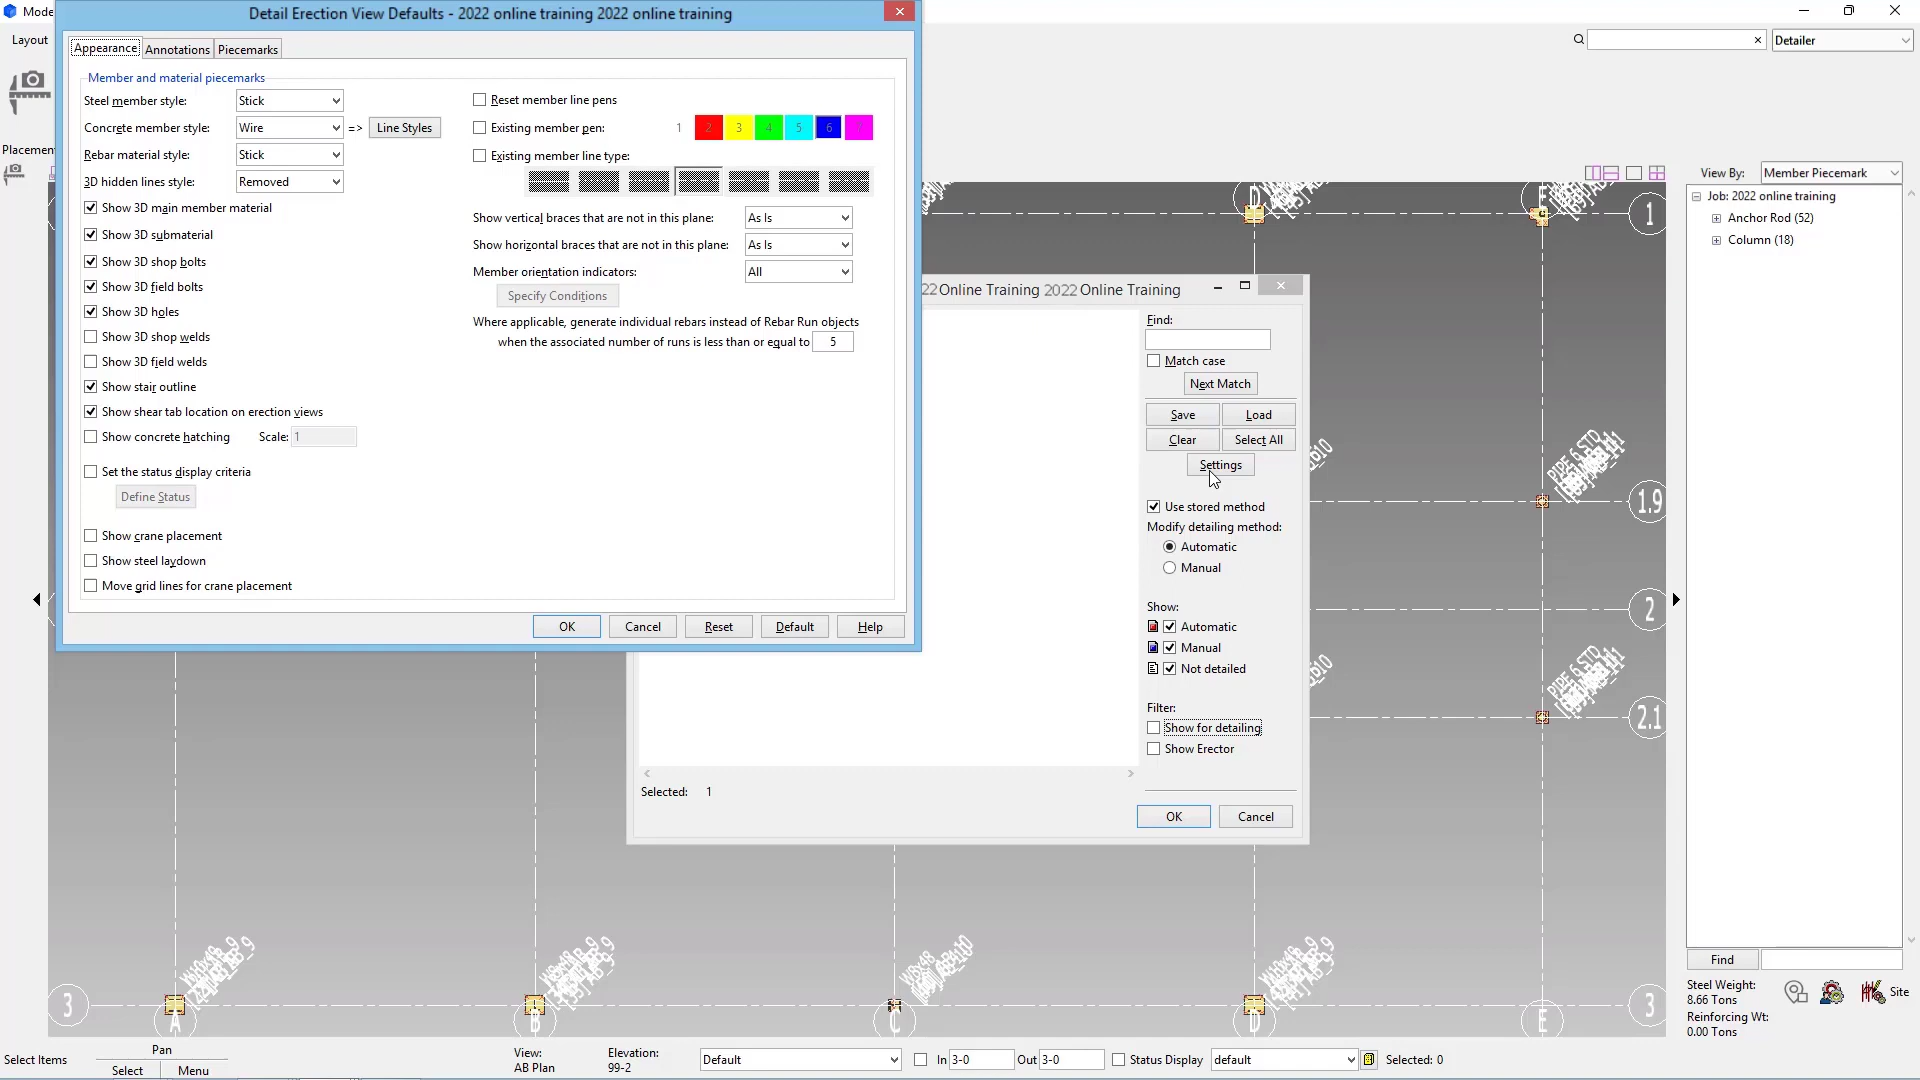 Mode
Detail Erection View Defaults - 2022 online training 2022 online training
Layout
Detailer
Appearance
Annotations
Piecemarks
Member and material piecemarks
Steel member style:
Stick
Concrete member style:
Wire
=>
Line Styles
Rebar material style:
Stick
3D hidden lines style:
Removed
Show 3D main member material
Show 3D submaterial
Show 3D shop bolts
Show 3D field bolts
Show 3D holes
Show 3D shop welds
Show 3D field welds
Show stair outline
Show shear tab location on erection views
Show concrete hatching
Scale:
1
Set the status display criteria
Define Status
Show crane placement
Show steel laydown
Move grid lines for crane placement
Reset member line pens
Existing member pen:
1
2
3
4
5
6
Existing member line type:
Show vertical braces that are not in this plane:
As Is
Show horizontal braces that are not in this plane:
As Is
Member orientation indicators:
All
Specify Conditions
Where applicable, generate individual rebars instead of Rebar Run objects
when the associated number of runs is less than or equal to
5
OK
Cancel
Reset
Default
Help
Placemen
22 Online Training 2022 Online Training
Find:
Match case
Next Match
Save
Load
Clear
Select All
Settings
Use stored method
Modify detailing method:
Automatic
Manual
Show:
Automatic
Manual
Not detailed
Filter:
Show for detailing
Show Erector
Selected: 1
OK
Cancel
D
E
1
PIPE 6 STD
1.9
2
PIPE 6 STD
2.1
W8x48
3
A
B
C
D
E
3
View By:
Member Piecemark
Job: 2022 online training
Anchor Rod (52)
Column (18)
Find
Steel Weight:
8.66 Tons
Reinforcing Wt:
0.00 Tons
Site
Select Items
Pan
Select
Menu
View:
AB Plan
Elevation:
99-2
Default
In 3-0
Out 3-0
Status Display
default
Selected: 0